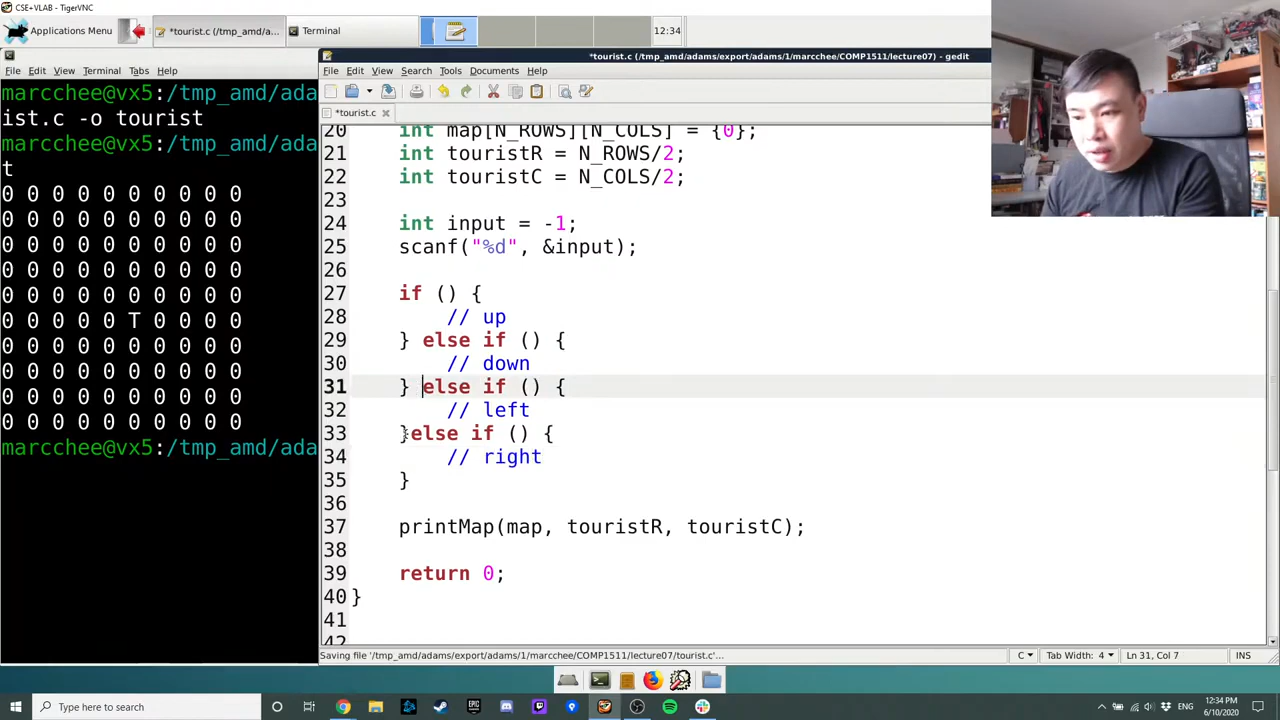 CSE+VLAB - TigerVNC
Applications Menu
*tourist.c (/tmp_amd/a...
Terminal
12:34
*tourist.c (/tmp_amd/adams/export/adams/1/marcchee/COMP1511/lecture07) - gedit
File Edit View Terminal Tabs Help
File Edit View Search Tools Documents Help
*tourist.c
marcchee@vx5:/tmp_amd/ada
ist.c -o tourist
marcchee@vx5:/tmp_amd/ada
t
0 0 0 0 0 0 0 0 0 0
0 0 0 0 0 0 0 0 0 0
0 0 0 0 0 0 0 0 0 0
0 0 0 0 0 0 0 0 0 0
0 0 0 0 0 0 0 0 0 0
0 0 0 0 0 T 0 0 0 0
0 0 0 0 0 0 0 0 0 0
0 0 0 0 0 0 0 0 0 0
0 0 0 0 0 0 0 0 0 0
0 0 0 0 0 0 0 0 0 0
marcchee@vx5:/tmp_amd/ada
20 int map[N_ROWS][N_COLS] = {0};
21 int touristR = N_ROWS/2;
22 int touristC = N_COLS/2;
23
24 int input = -1;
25 scanf("%d", &input);
26
27 if () {
28 // up
29 } else if () {
30 // down
31 } else if () {
32 // left
33 }else if () {
34 // right
35 }
36
37 printMap(map, touristR, touristC);
38
39 return 0;
40 }
41
42
Saving file '/tmp_amd/adams/export/adams/1/marcchee/COMP1511/lecture07/tourist.c'...
C
Tab Width: 4
Ln 31, Col 7
INS
Type here to search
ENG
12:34 PM
6/10/2020